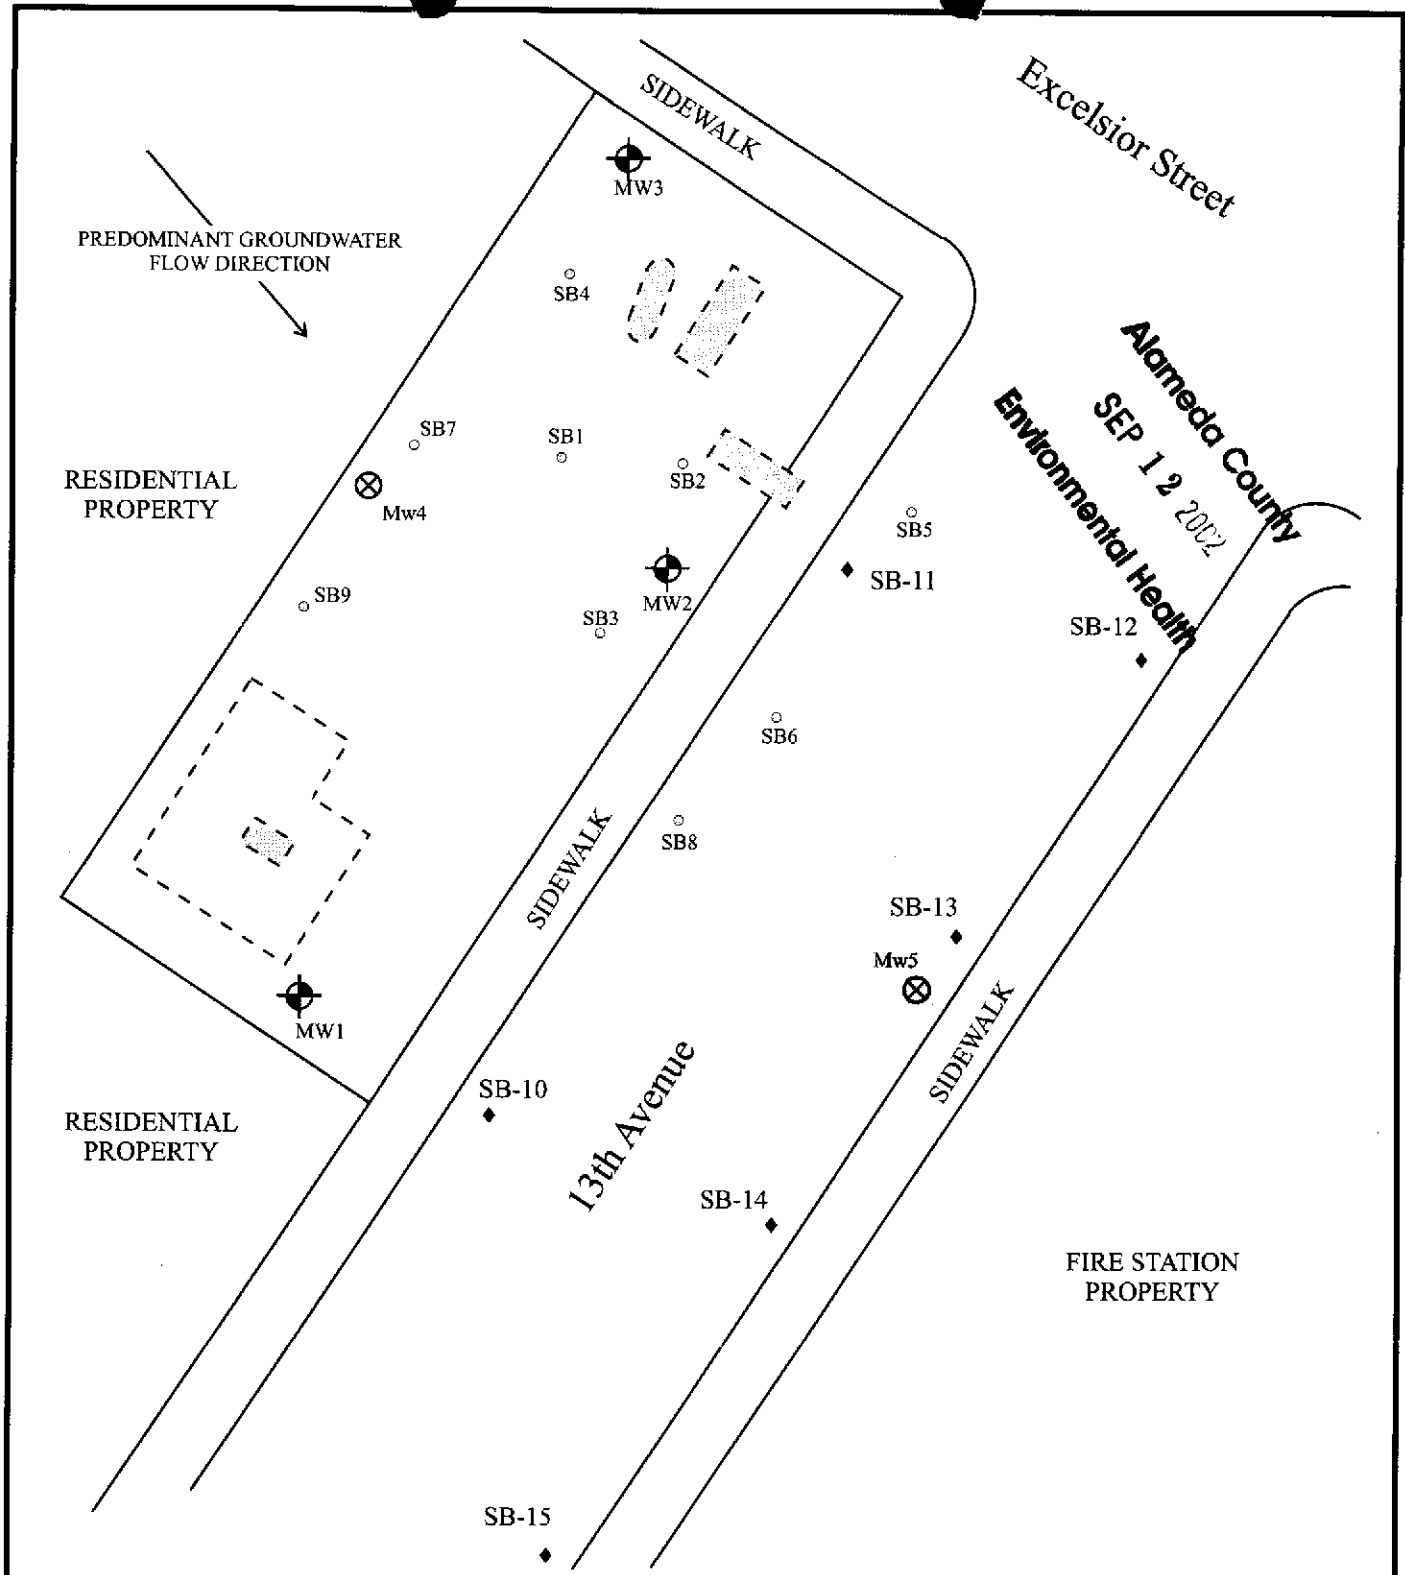 SIDEWALK
Excelsior Street
MW3
PREDOMINANT GROUNDWATER
FLOW DIRECTION
SB4
Alameda County
SEP 12 2002
Environmental Health
SB7
SB1
SB2
RESIDENTIAL
PROPERTY
Mw4
SB5
SB-11
SB9
MW2
SB3
SB-12
SB6
SB8
SIDEWALK
SB-13
Mw5
MW1
SIDEWALK
SB-10
13th Avenue
RESIDENTIAL
PROPERTY
SB-14
FIRE STATION
PROPERTY
SB-15